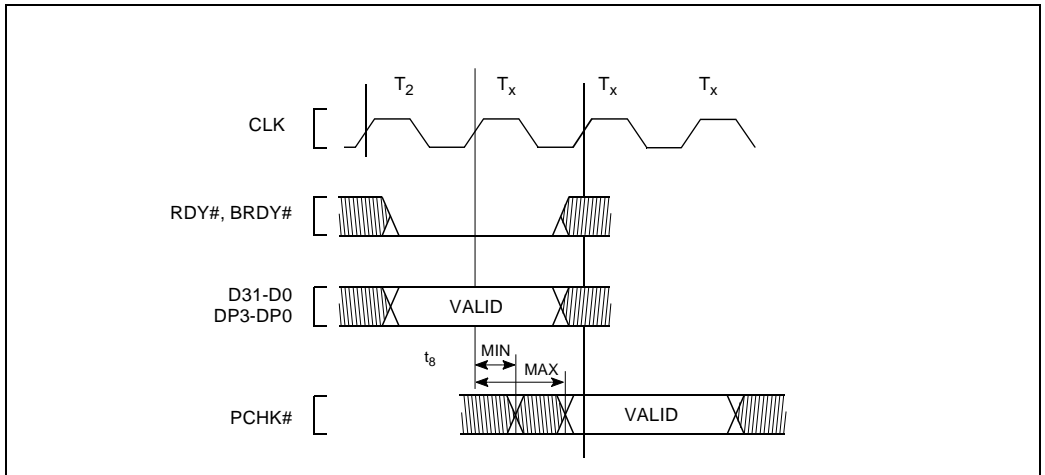 T2 Tx Tx Tx
CLK
RDY#, BRDY#
D31-D0
DP3-DP0
VALID
t8 MIN
MAX
PCHK#
VALID